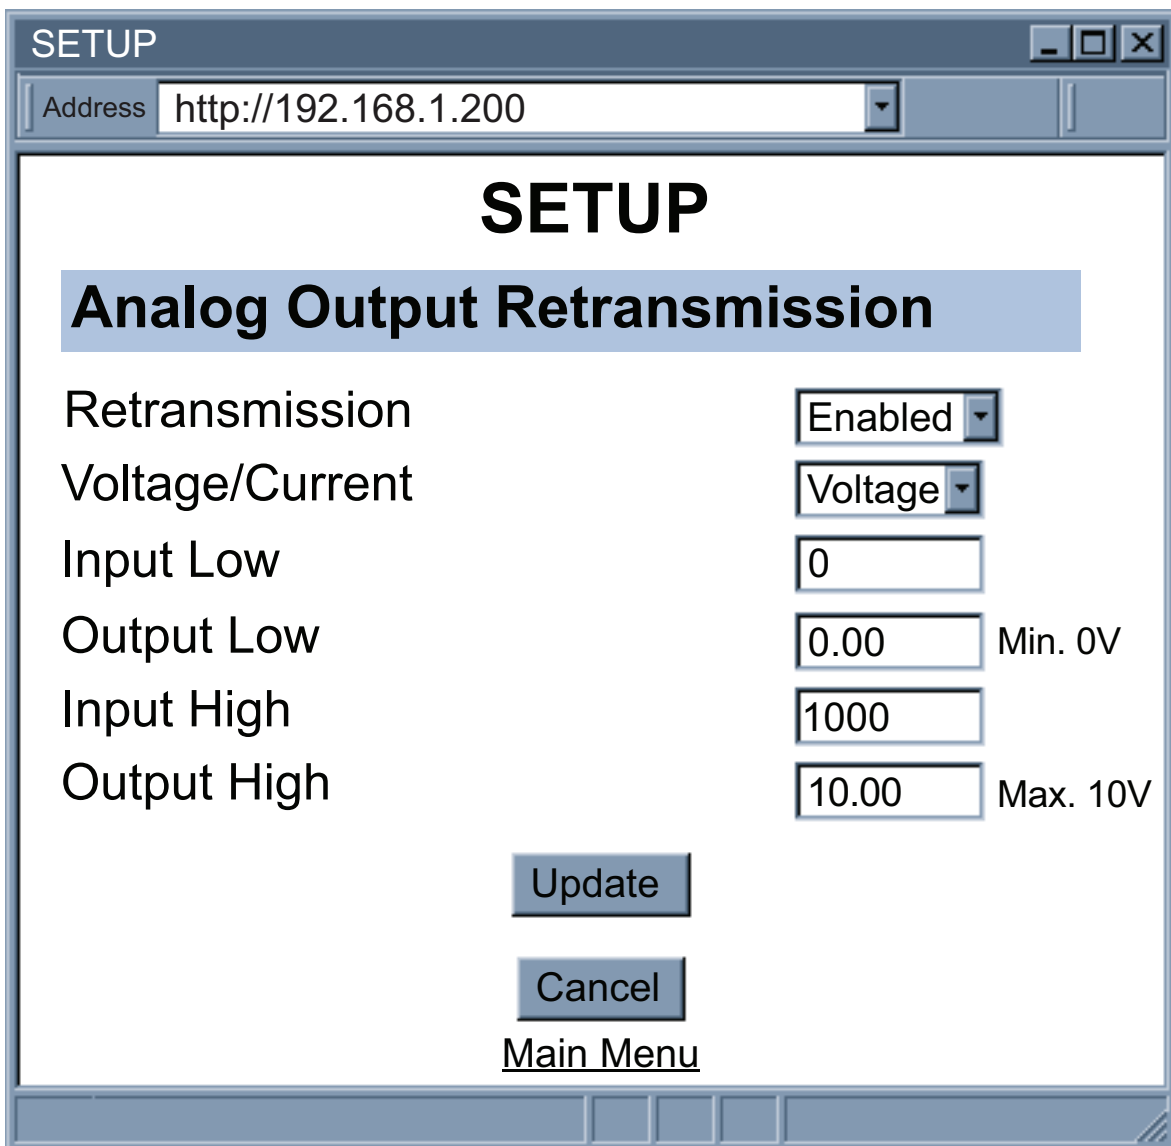 SETUP
Address http://192.168.1.200
SETUP
Analog Output Retransmission
Retransmission Enabled
Voltage/Current Voltage
Input Low 0
Output Low 0.00 Min. 0V
Input High 1000
Output High 10.00 Max. 10V
Update
Cancel
Main Menu